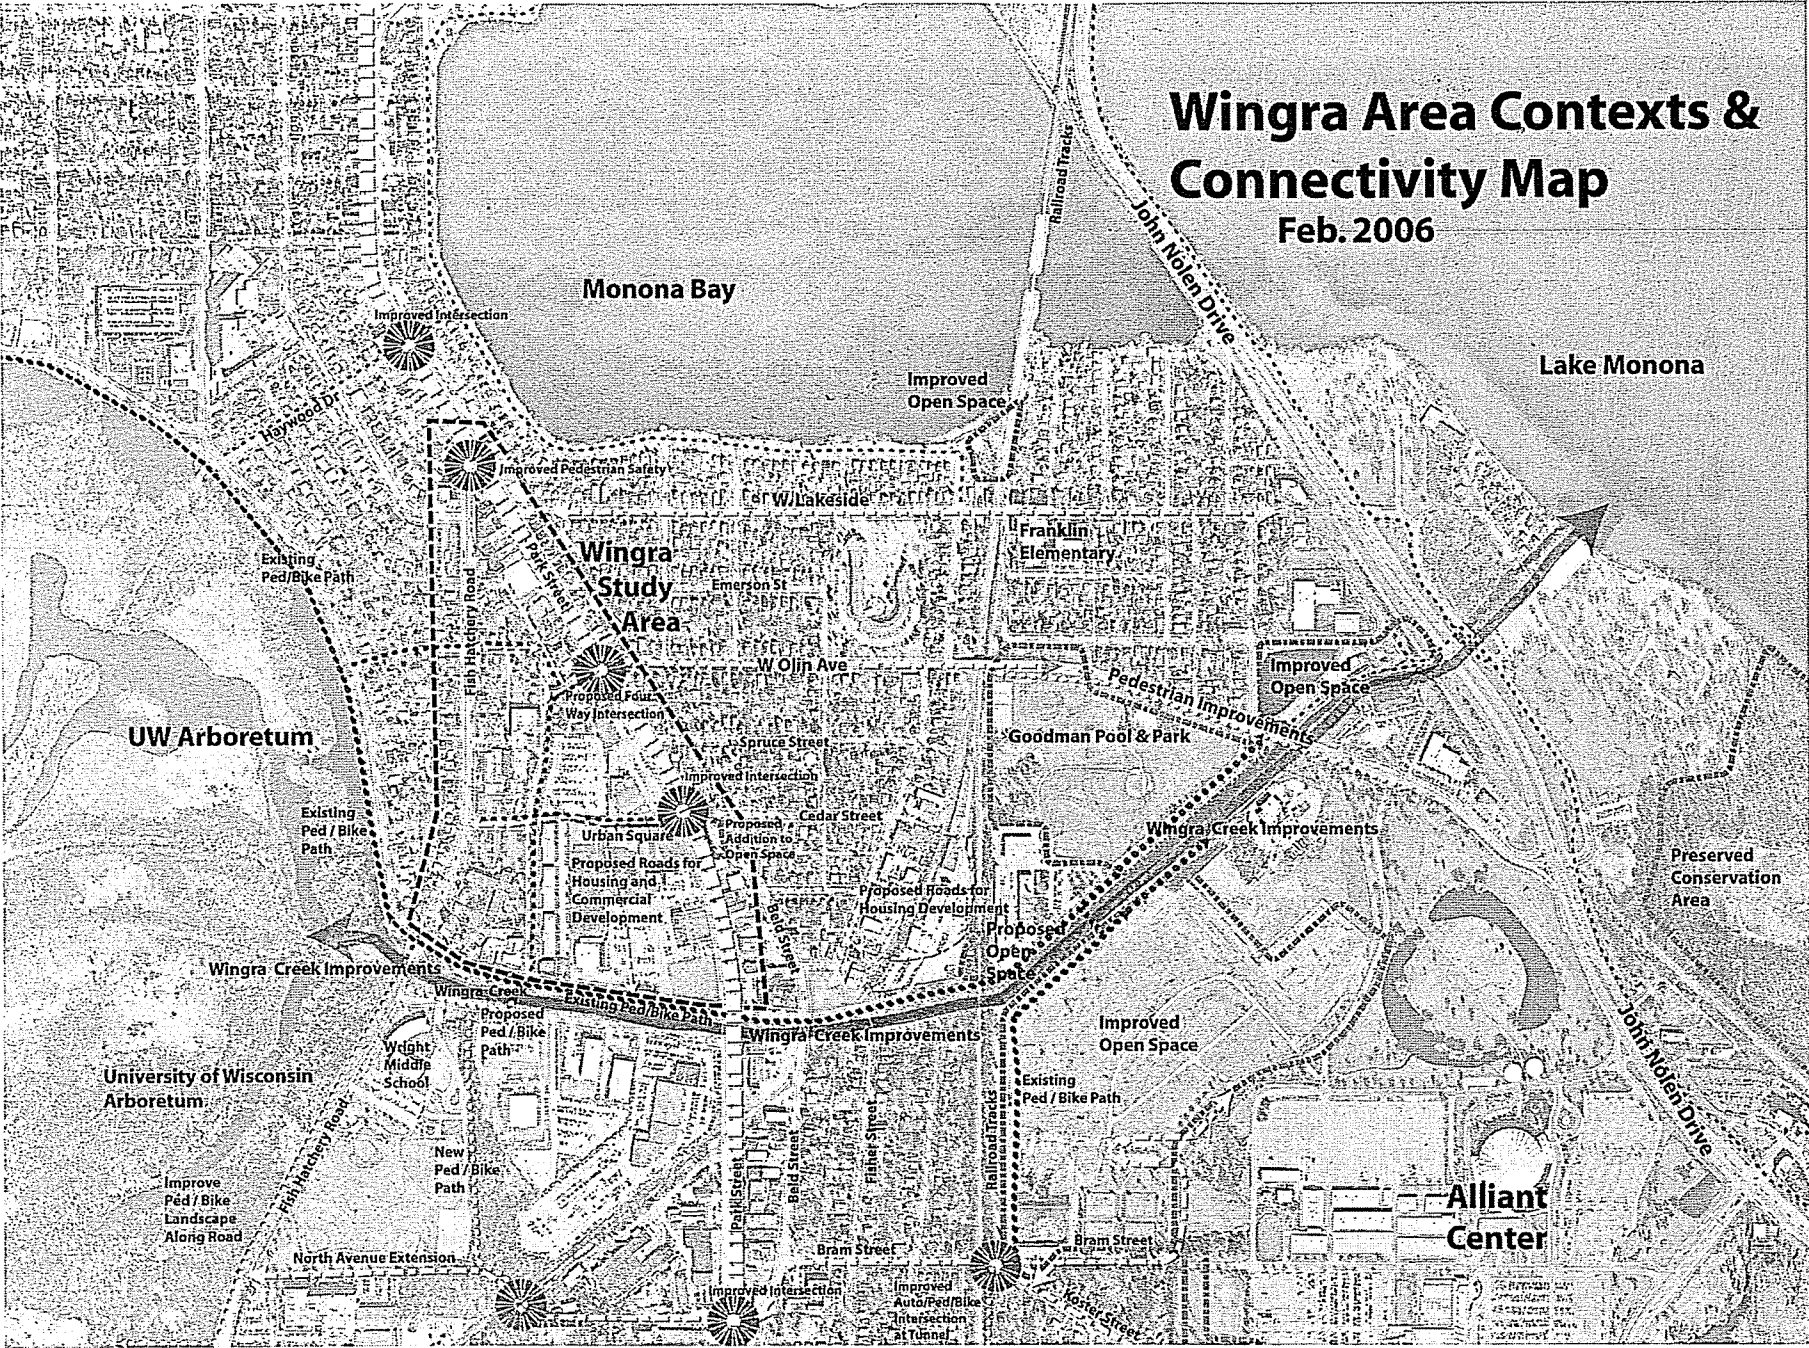 Wingra Area Contexts &
Connectivity Map
Feb. 2006
Railroad Tracks
John Nolen Drive
Monona Bay
Improved Intersection
Lake Monona
Improved
Open Space
Haywood Dr
Improved Pedestrian Safety
W. Lakeside
Franklin
Elementary
Existing
Ped/Bike Path
Park Street
Wingra
Study
Area
Emerson St
Fish Hatchery Road
W Olin Ave
Improved
Open Space
Proposed Four
Way Intersection
Pedestrian Improvements
UW Arboretum
Goodman Pool & Park
Spruce Street
Improved Intersection
Existing
Ped / Bike
Path
Cedar Street
Urban Square
Proposed
Addition to
Open Space
Wingra Creek Improvements
Proposed Roads for
Housing and
Commercial
Development
Preserved
Conservation
Area
Proposed Roads for
Housing Development
Beld Street
Proposed
Open
Space
Wingra Creek Improvements
Wingra Creek
Existing Ped/Bike Path
Proposed
Ped / Bike
Path
Wingra Creek Improvements
Improved
Open Space
Wright
Middle
School
University of Wisconsin
Arboretum
Existing
Ped / Bike Path
John Nolen Drive
Fish Hatchery Road
Railroad Tracks
Fisher Street
Beld Street
Park Street
New
Ped / Bike
Path
Improve
Ped / Bike
Landscape
Along Road
Alliant
Center
North Avenue Extension
Bram Street
Bram Street
Improved Intersection
Improved
Auto/Ped/Bike
Intersection
at Tunnel
Koster Street